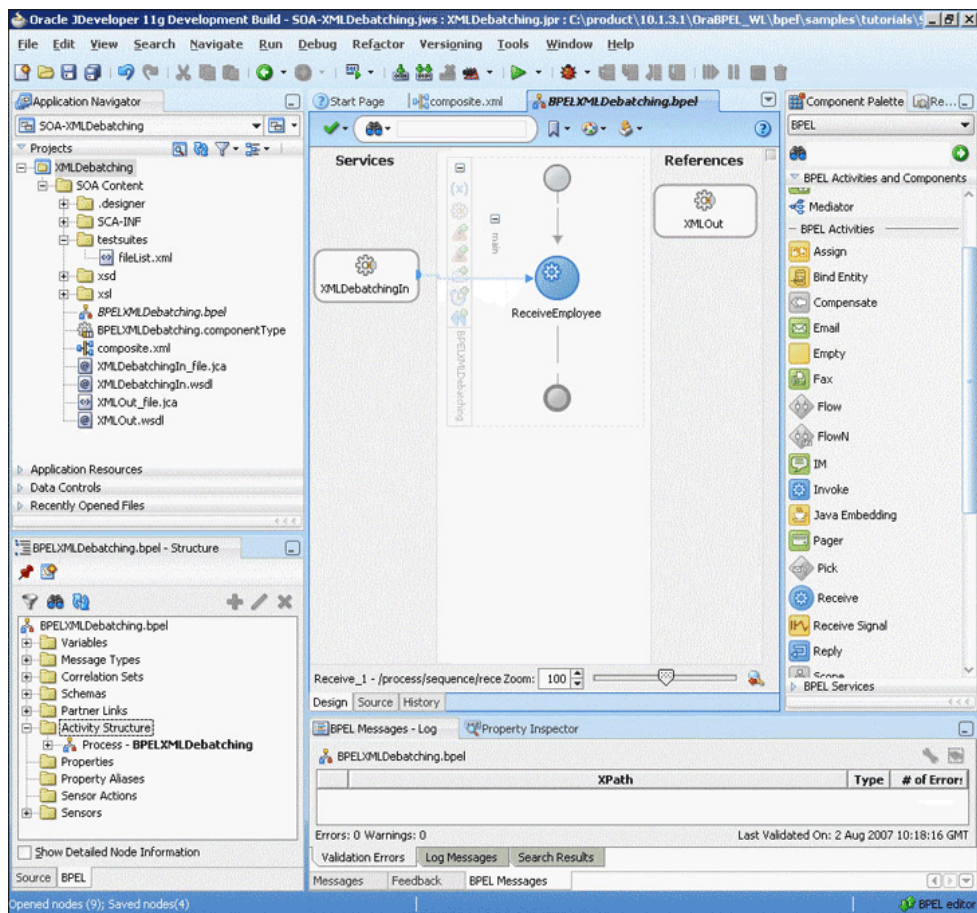 Oracle JDeveloper 11g Development Build - SOA-XMLDebatching.jws : XMLDebatching.jpr : C:\product\10.1.3.1\OraBPEL_WL\bpel\samples\tutorials\
File Edit View Search Navigate Run Debug Refactor Versioning Tools Window Help
Application Navigator
SOA-XMLDebatching
Projects
XMLDebatching
SOA Content
.designer
SCA-INF
testsuites
fileList.xml
xsd
xsl
BPELXMLDebatching.bpel
BPELXMLDebatching.componentType
composite.xml
XMLDebatchingIn_file.jca
XMLDebatchingIn.wsdl
XMLOut_file.jca
XMLOut.wsdl
Application Resources
Data Controls
Recently Opened Files
BPELXMLDebatching.bpel - Structure
BPELXMLDebatching.bpel
Variables
Message Types
Correlation Sets
Schemas
Partner Links
Activity Structure
Process - BPELXMLDebatching
Properties
Property Aliases
Sensor Actions
Sensors
Show Detailed Node Information
Source BPEL
Start Page composite.xml BPELXMLDebatching.bpel
Services
References
(x)
main
XMLOut
XMLDebatchingIn
ReceiveEmployee
BPELXMLDebatching
Receive_1 - /process/sequence/rece Zoom: 100
Design Source History
BPEL Messages - Log Property Inspector
BPELXMLDebatching.bpel
XPath Type # of Error
Errors: 0 Warnings: 0 Last Validated On: 2 Aug 2007 10:18:16 GMT
Validation Errors Log Messages Search Results
Messages Feedback BPEL Messages
Component Palette Re...
BPEL
BPEL Activities and Components
Mediator
BPEL Activities
Assign
Bind Entity
Compensate
Email
Empty
Fax
Flow
FlowN
IM
Invoke
Java Embedding
Pager
Pick
Receive
Receive Signal
Reply
Scope
BPEL Services
Opened nodes (9); Saved nodes(4) BPEL editor